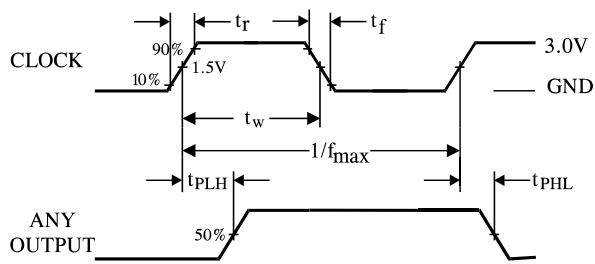 tr
tf
90%
3.0V
CLOCK
1.5V
10%
GND
tw
1/fmax
tPLH
tPHL
ANY
OUTPUT
50%